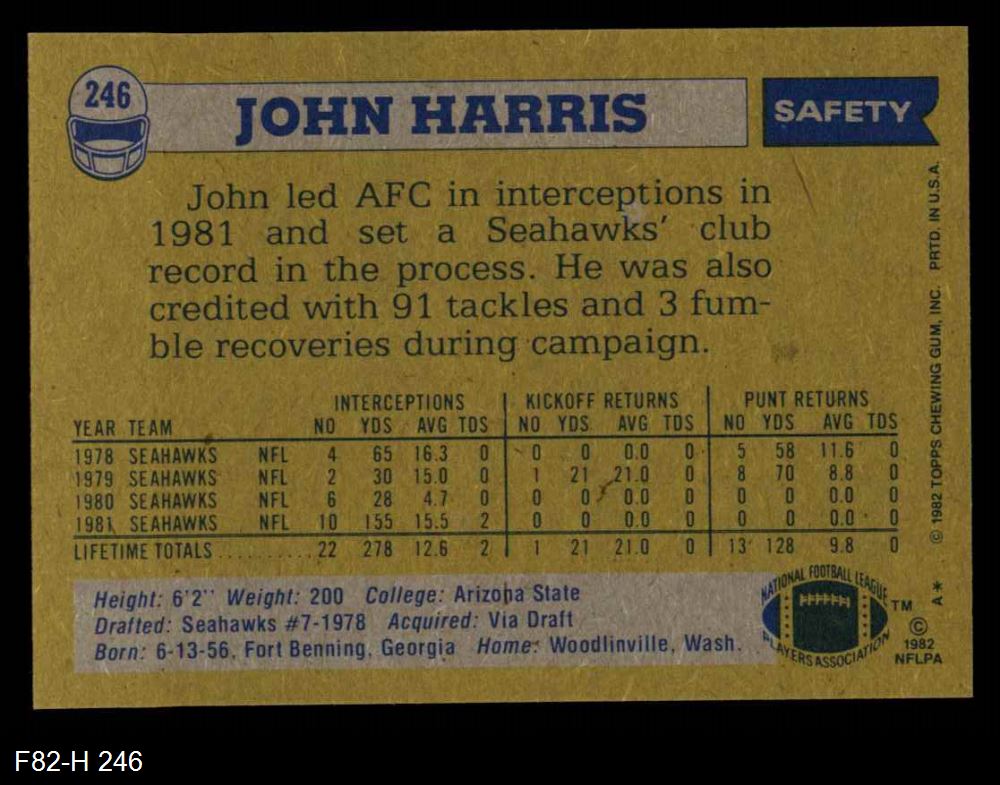 246
JOHN HARRIS
SAFETY
John led AFC in interceptions in
1981 and set a Seahawks' club
record in the process. He was also
credited with 91 tackles and 3 fum-
ble recoveries during campaign.
INTERCEPTIONS KICKOFF RETURNS PUNT RETURNS
YEAR TEAM NO YDS AVG TDS NO YDS AVG TDS NO YDS AVG TDS
1978 SEAHAWKS NFL 4 65 16.3 0 0 0 0.0 0 5 58 11.6 0
1979 SEAHAWKS NFL 2 30 15.0 0 1 21 21.0 0 8 70 8.8 0
1980 SEAHAWKS NFL 6 28 4.7 0 0 0 0.0 0 0 0 0.0 0
1981 SEAHAWKS NFL 10 155 15.5 2 0 0 0.0 0 0 0 0.0 0
LIFETIME TOTALS .......... 22 278 12.6 2 1 21 21.0 0 13 128 9.8 0
Height: 6'2" Weight: 200 College: Arizona State
Drafted: Seahawks #7-1978 Acquired: Via Draft
Born: 6-13-56, Fort Benning, Georgia Home: Woodlinville, Wash.
NATIONAL FOOTBALL LEAGUE
PLAYERS ASSOCIATION
TM
©
1982
NFLPA
© 1982 TOPPS CHEWING GUM, INC. PRTD. IN U.S.A.
A*
F82-H 246